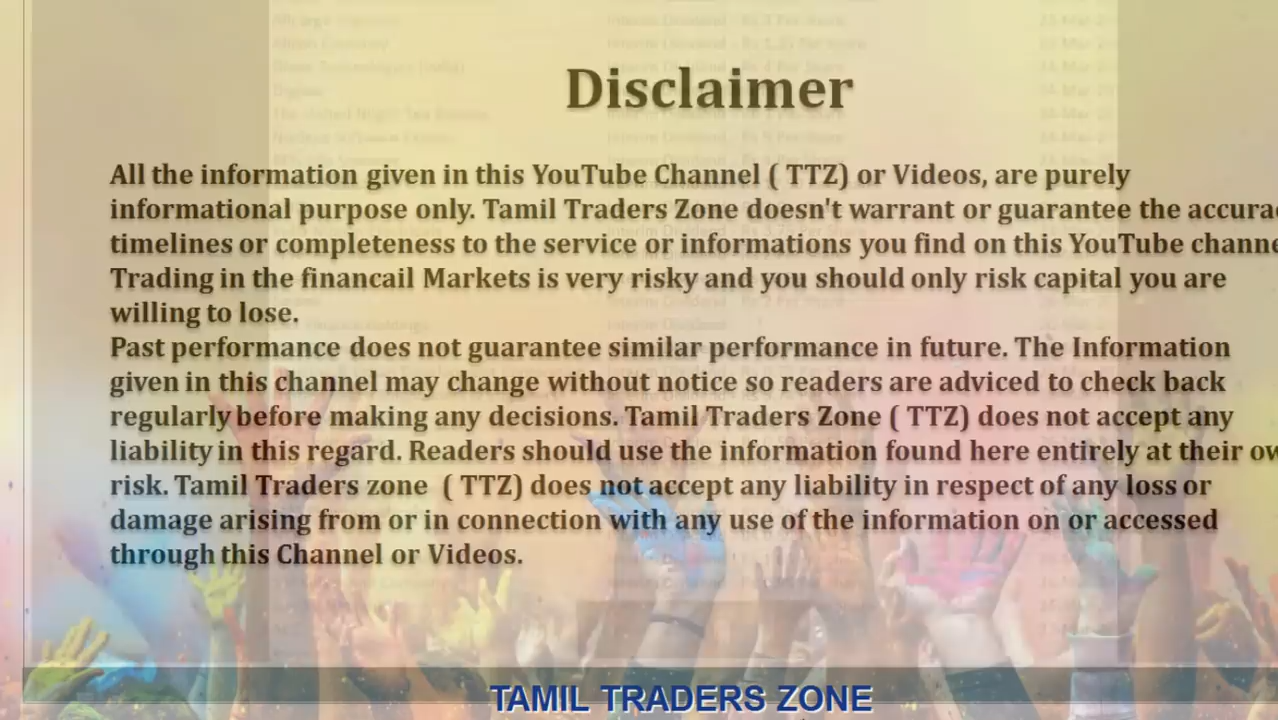 Disclaimer
All the information given in this YouTube Channel ( TTZ) or Videos, are purely
informational purpose only. Tamil Traders Zone doesn't warrant or guarantee the accurac
timelines or completeness to the service or informations you find on this YouTube channe
Trading in the financail Markets is very risky and you should only risk capital you are
willing to lose.
Past performance does not guarantee similar performance in future. The Information
given in this channel may change without notice so readers are adviced to check back
regularly before making any decisions. Tamil Traders Zone ( TTZ) does not accept any
liability in this regard. Readers should use the information found here entirely at their ow
risk. Tamil Traders zone ( TTZ) does not accept any liability in respect of any loss or
damage arising from or in connection with any use of the information on or accessed
through this Channel or Videos.
TAMIL TRADERS ZONE